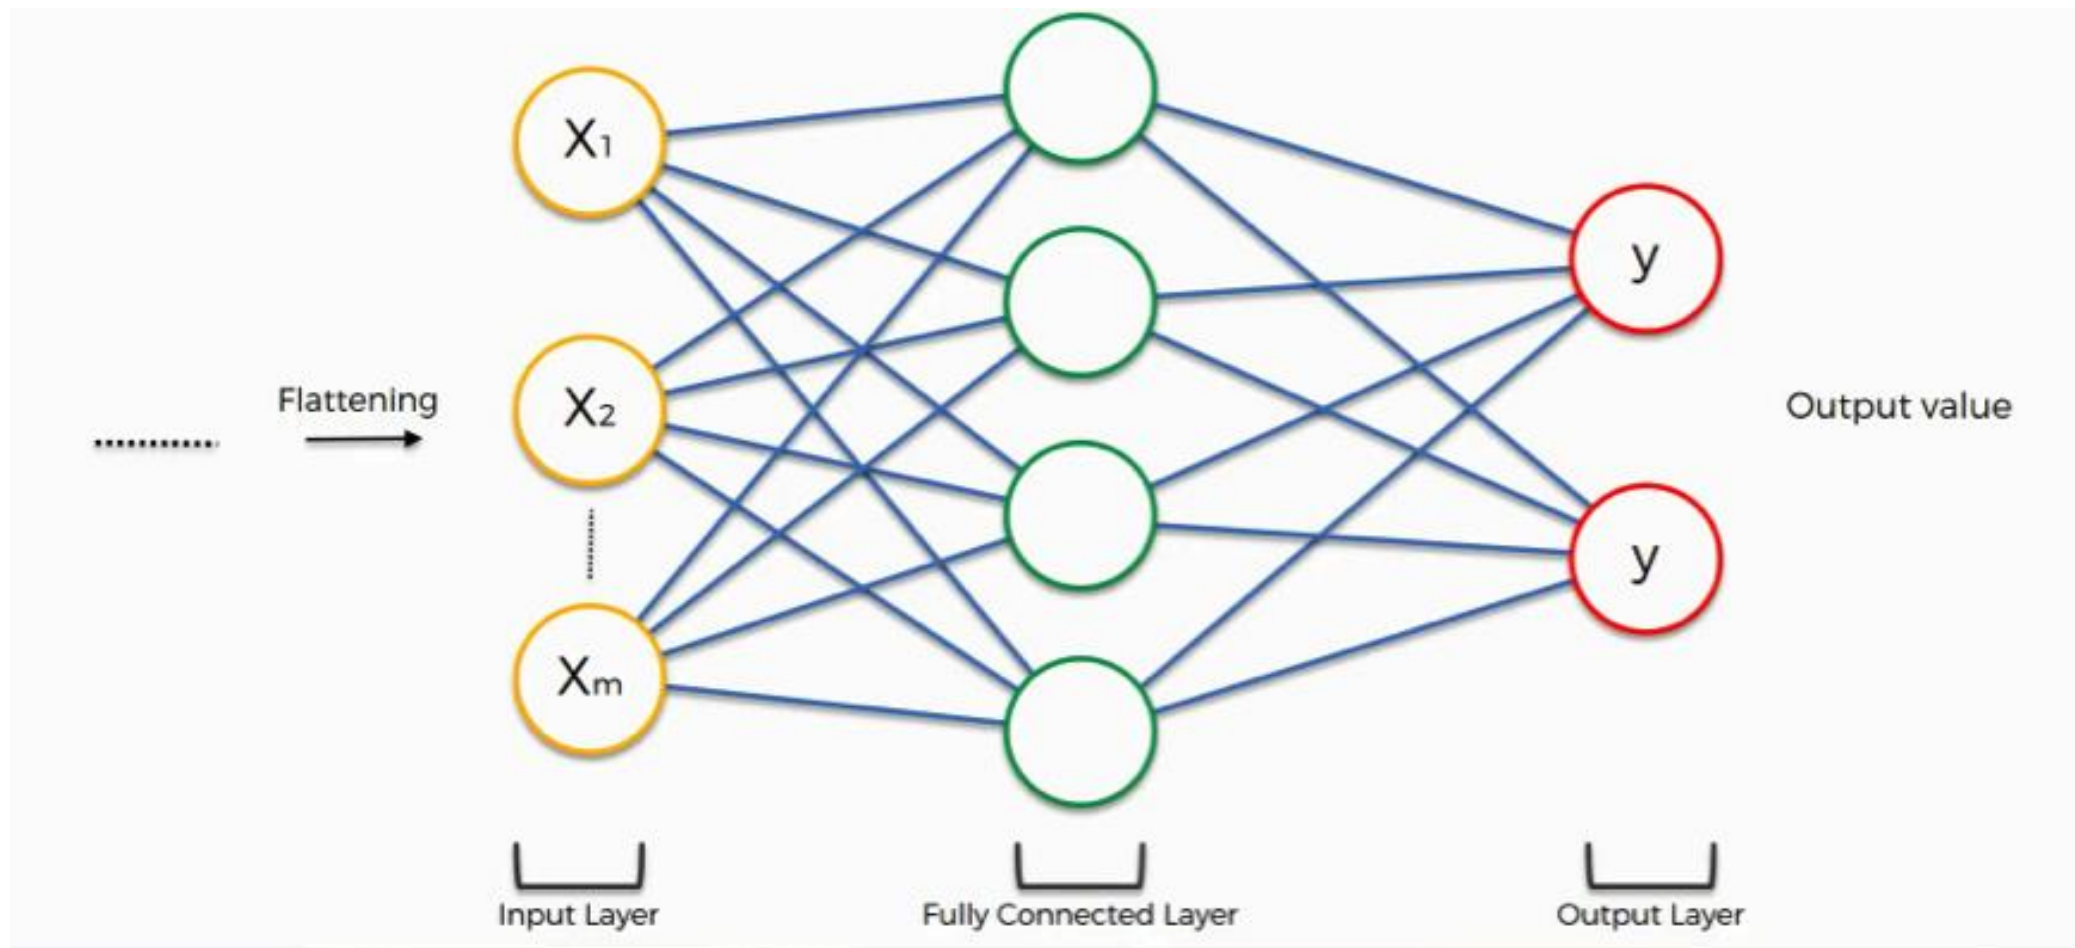 X1
y
Flattening
X2
Output value
y
Xm
Input Layer
Fully Connected Layer
Output Layer